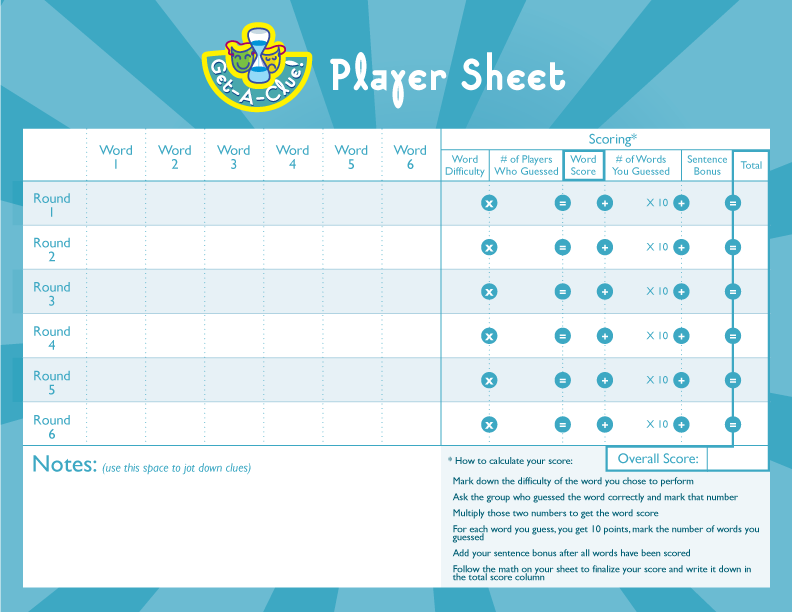 Get-A-Clue!
Player Sheet
Scoring*
Word 1
Word 2
Word 3
Word 4
Word 5
Word 6
Word Difficulty
# of Players Who Guessed
Word Score
# of Words You Guessed
Sentence Bonus
Total
Round 1 x = + X 10 + =
Round 2 x = + X 10 + =
Round 3 x = + X 10 + =
Round 4 x = + X 10 + =
Round 5 x = + X 10 + =
Round 6 x = + X 10 + =
Notes: (use this space to jot down clues)
Overall Score:
* How to calculate your score:
Mark down the difficulty of the word you chose to perform
Ask the group who guessed the word correctly and mark that number
Multiply those two numbers to get the word score
For each word you guess, you get 10 points, mark the number of words you
guessed
Add your sentence bonus after all words have been scored
Follow the math on your sheet to finalize your score and write it down in
the total score column